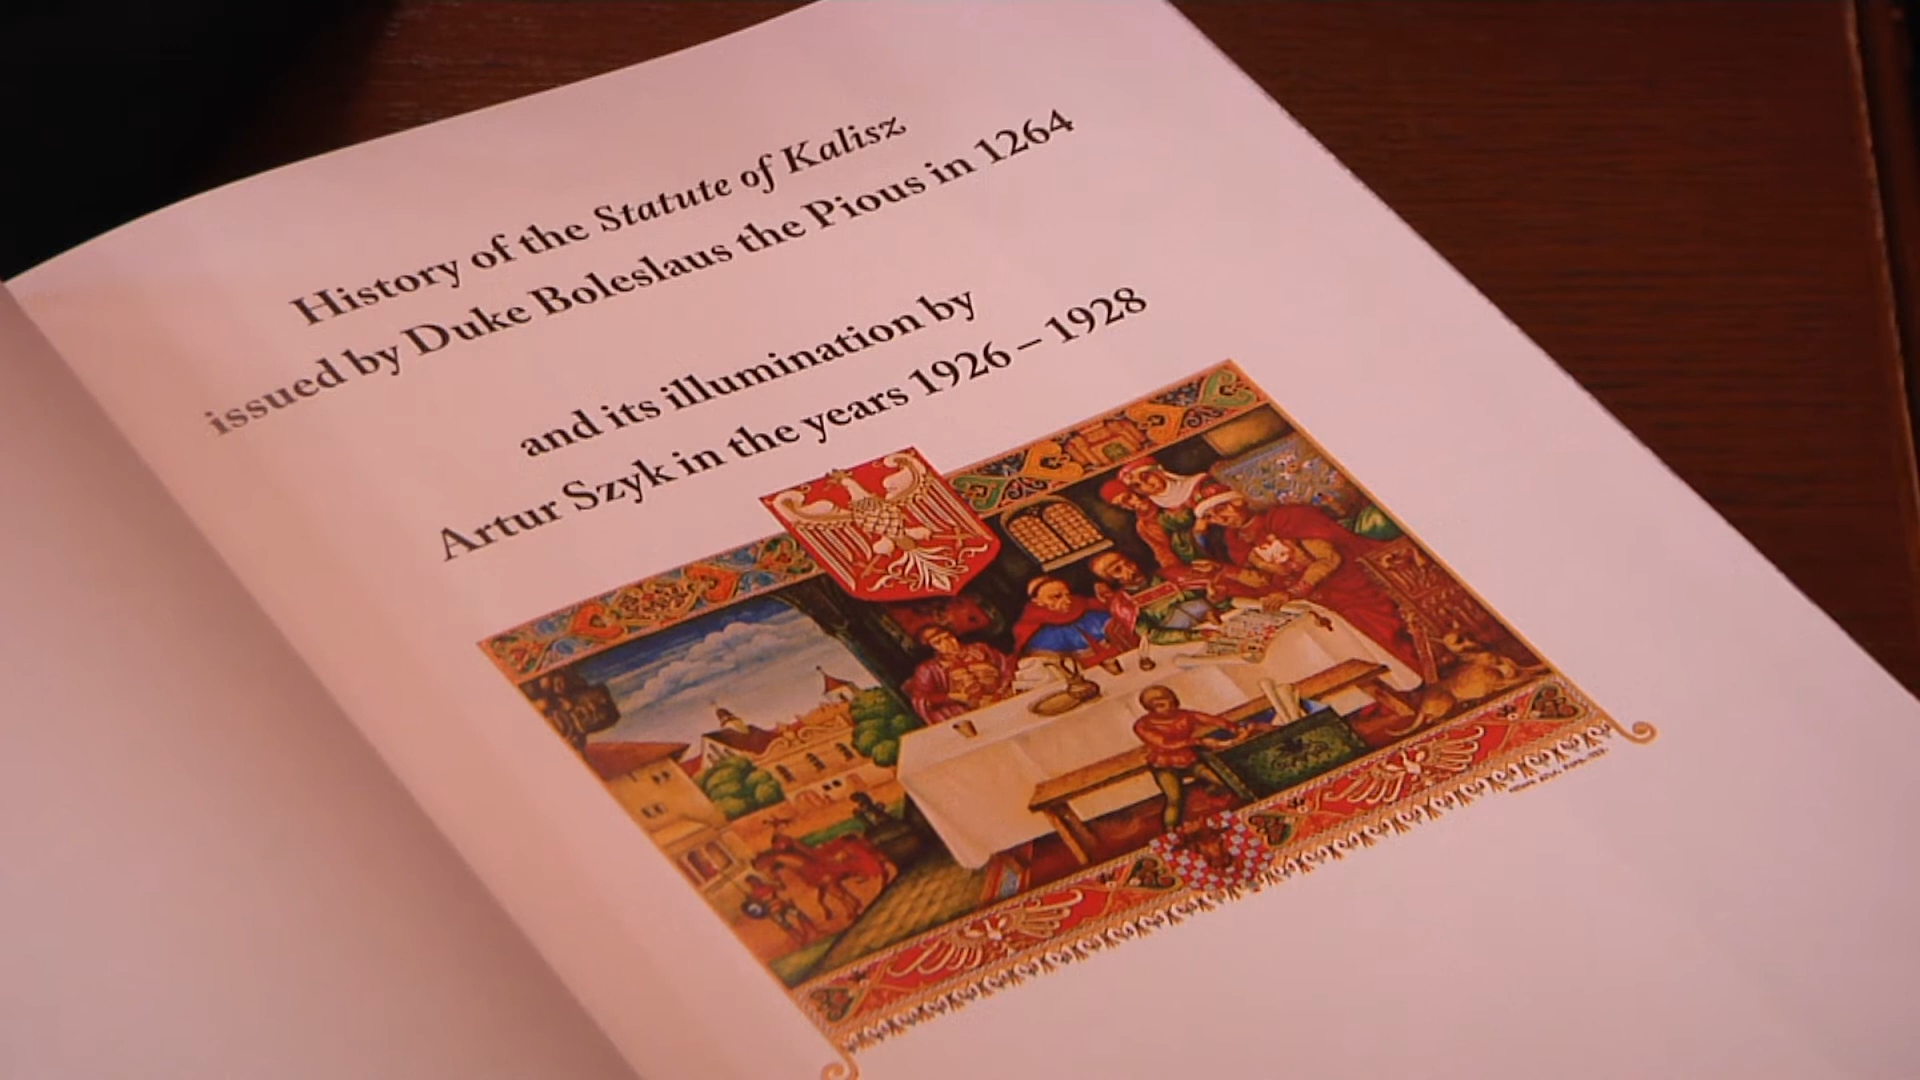 History of the Statute of Kalisz
issued by Duke Boleslaus the Pious in 1264
and its illumination by
Artur Szyk in the years 1926 – 1928